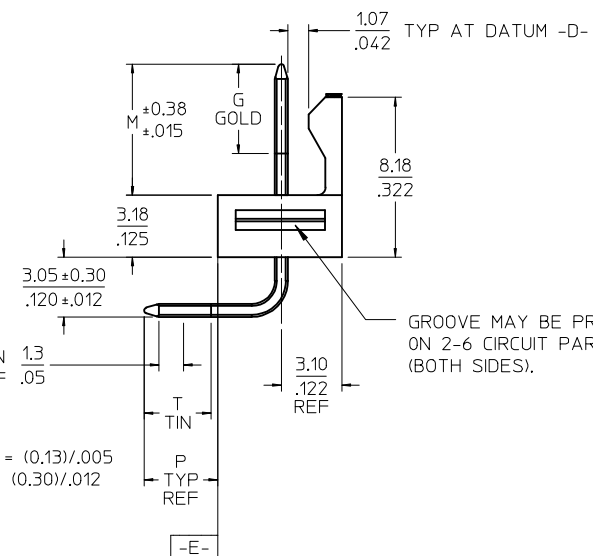 1.07
.042 TYP AT DATUM -D-
M ±0.38
±.015
G
GOLD
8.18
.322
3.18
.125
3.05 ±0.30
.120 ±.012
GROOVE MAY BE PR
ON 2-6 CIRCUIT PAR
(BOTH SIDES).
1.3
.05
3.10
.122
REF
T
TIN
= (0.13)/.005
(0.30)/.012
P
TYP
REF
-E-